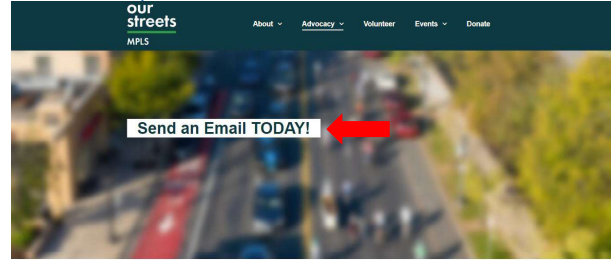 our
streets
MPLS
About Advocacy Volunteer Events Donate
Send an Email TODAY!